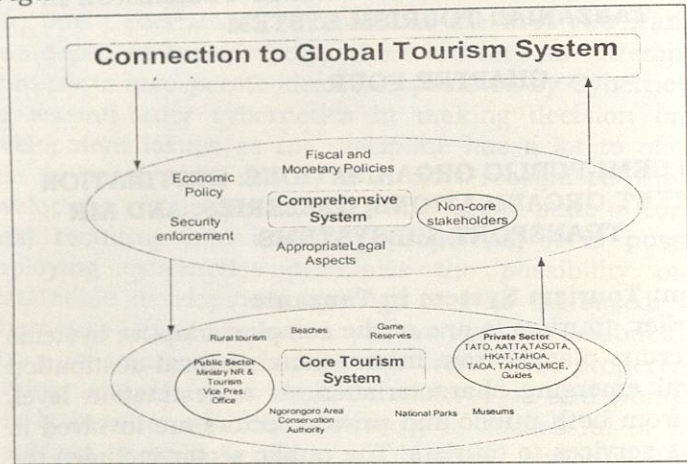 Connection to Global Tourism System
Fiscal and
Monetary Policies
Economic
Policy
Comprehensive
System
Non-core
stakeholders
Security
enforcement
AppropriateLegal
Aspects
Beaches
Game
Reserves
Rural tourism
Public Sector
Ministry NR &
Tourism
Vice Pres.
Office
Core Tourism
System
Private Sector
TATO, AATTA,TASOTA,
HKAT,TAHOA,
TAOA, TAHOSA,MICE,
Guides
Ngorongoro Area
Conservation
Authority
National Parks
Museums